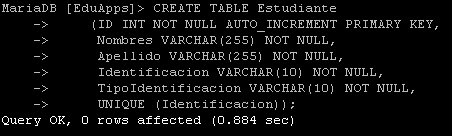 MariaDB [EduApps]> CREATE TABLE Estudiante
    -> (ID INT NOT NULL AUTO_INCREMENT PRIMARY KEY,
    -> Nombres VARCHAR(255) NOT NULL,
    -> Apellido VARCHAR(255) NOT NULL,
    -> Identificacion VARCHAR(10) NOT NULL,
    -> TipoIdentificacion VARCHAR(10) NOT NULL,
    -> UNIQUE (Identificacion));
Query OK, 0 rows affected (0.884 sec)